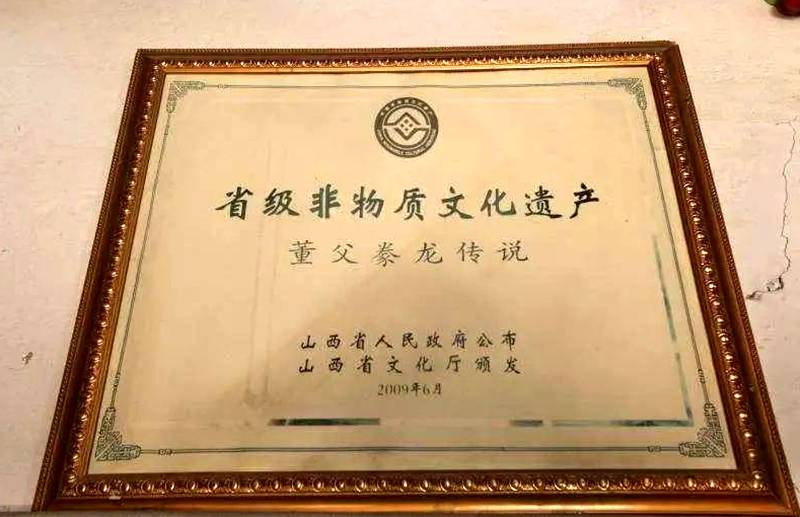 省级非物质文化遗产
董父豢龙传说
山西省人民政府公布
山西省文化厅颁发
2009年6月